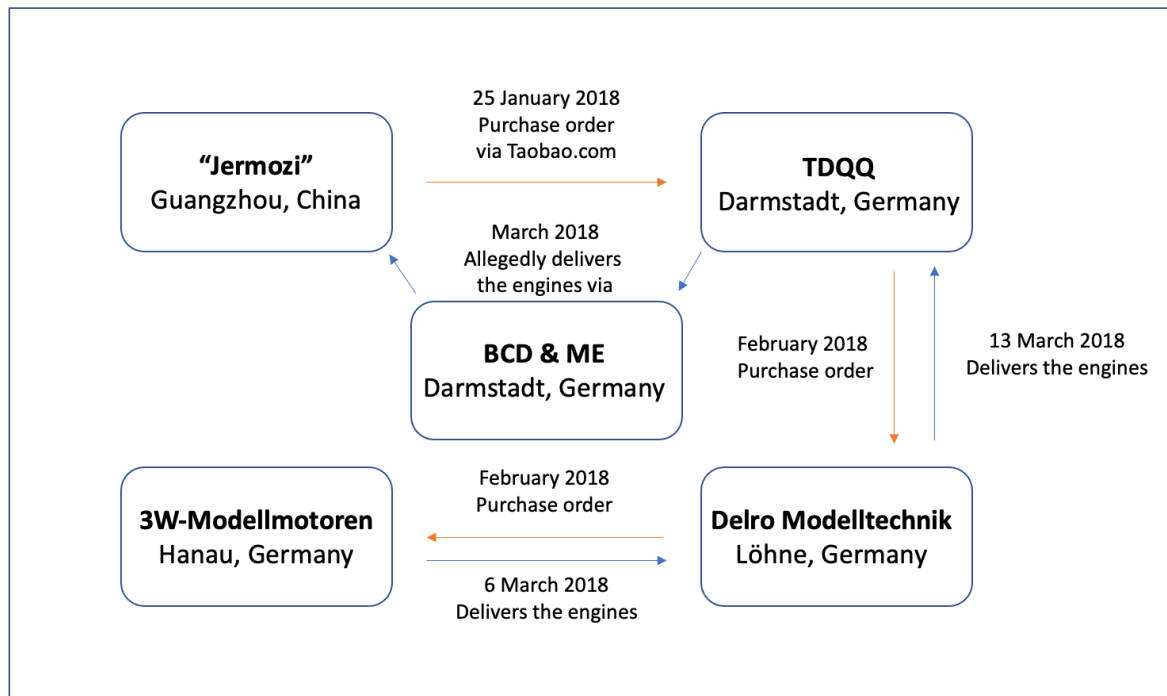 25 January 2018
Purchase order
via Taobao.com
“Jermozi”
Guangzhou, China
TDQQ
Darmstadt, Germany
March 2018
Allegedly delivers
the engines via
BCD & ME
Darmstadt, Germany
February 2018
Purchase order
13 March 2018
Delivers the engines
February 2018
Purchase order
3W-Modellmotoren
Hanau, Germany
Delro Modelltechnik
Löhne, Germany
6 March 2018
Delivers the engines